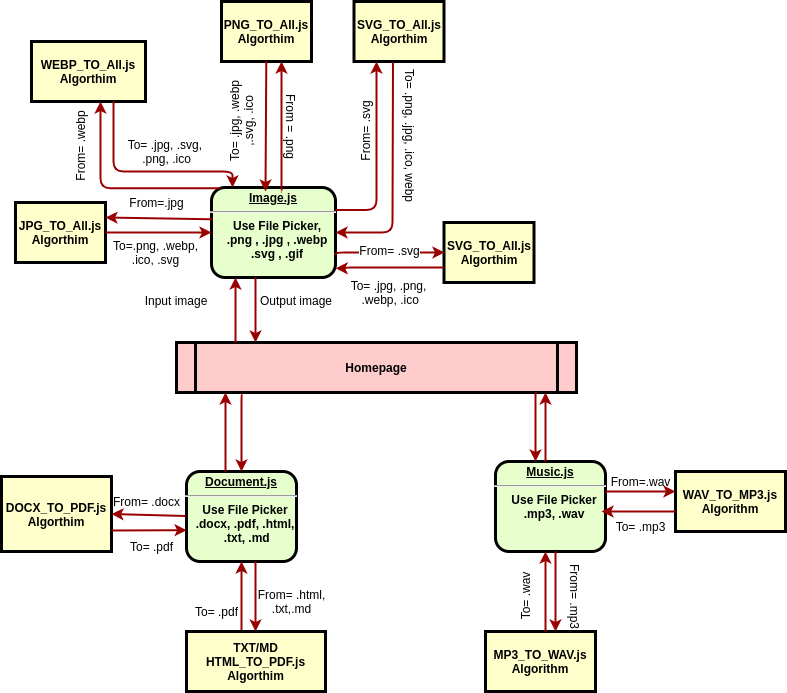 PNG_TO_All.js
Algorthim
SVG_TO_All.js
Algorthim
WEBP_TO_All.js
Algorthim
From= .webp
To= .jpg, .svg,
.png, .ico
To= .jpg, .webp
,.svg, .ico
From = .png
From= .svg
To= .png, .jpg, .ico, webp
Image.js
Use File Picker,
.png , .jpg , .webp
.svg , .gif
JPG_TO_All.js
Algorthim
From=.jpg
To=.png, .webp,
.ico, .svg
SVG_TO_All.js
Algorthim
From= .svg
To= .jpg, .png,
.webp, .ico
Input image
Output image
Homepage
Document.js
Use File Picker
.docx, .pdf, .html,
.txt, .md
DOCX_TO_PDF.js
Algorthim
From= .docx
To= .pdf
To= .pdf
From= .html,
.txt,.md
TXT/MD
HTML_TO_PDF.js
Algorthim
Music.js
Use File Picker
.mp3, .wav
From=.wav
To= .mp3
WAV_TO_MP3.js
Algorithm
To= .wav
From= .mp3
MP3_TO_WAV.js
Algorithm